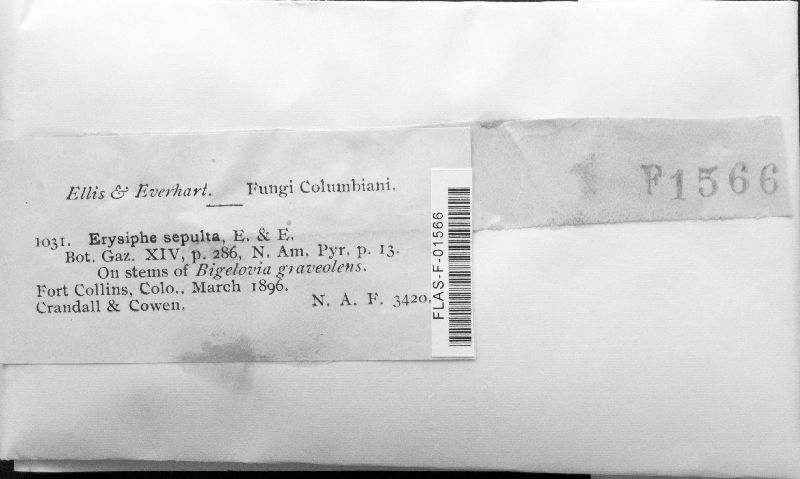 Ellis & Everhart. Fungi Columbiani.
1031. Erysiphe sepulta, E. & E.
Bot. Gaz. XIV, p. 286, N. Am. Pyr. p. 13.
On stems of Bigelovia graveolens.
Fort Collins, Colo.. March 1896.
Crandall & Cowen. N. A. F. 3420.
FLAS-F-01566
F1566